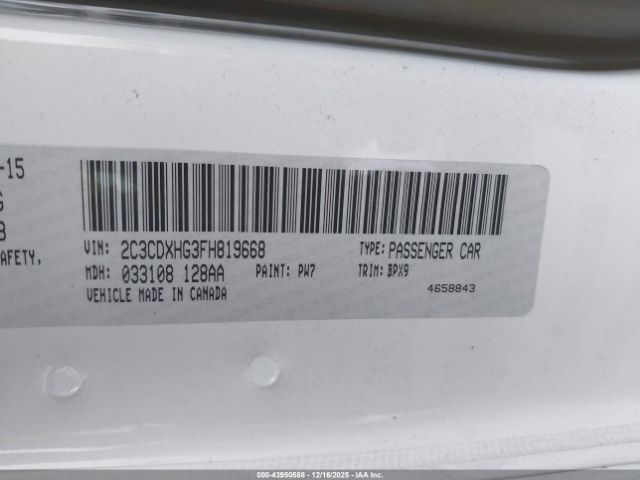 -15
G
8
AFETY,
VIN: 2C3CDXHG3FH819668 TYPE: PASSENGER CAR
MDH: 033108 128AA PAINT: PW7 TRIM: BPX9
VEHICLE MADE IN CANADA 4658843
000-43950588 - 12/16/2025 - IAA Inc.